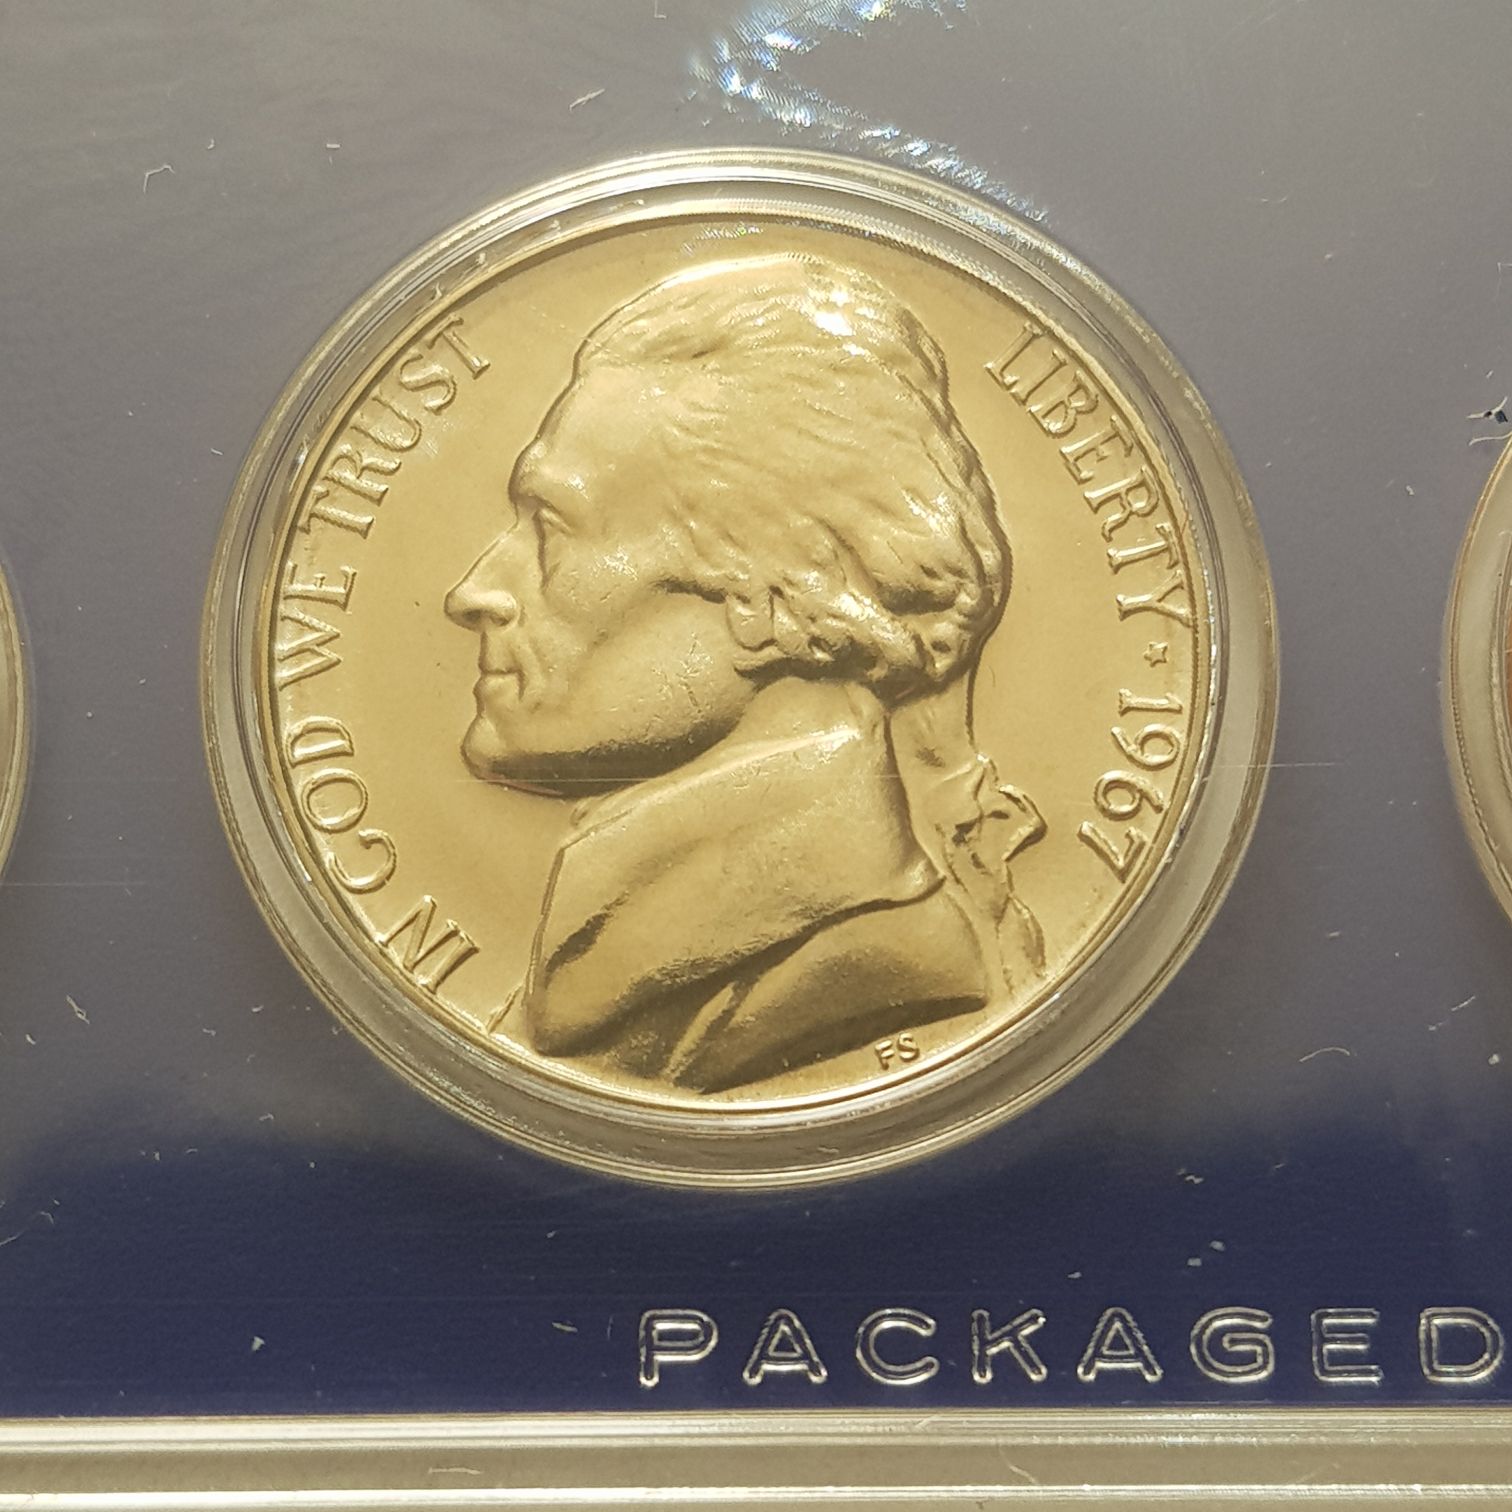 IN GOD WE TRUST
LIBERTY ★ 1967
FS
PACKAGED